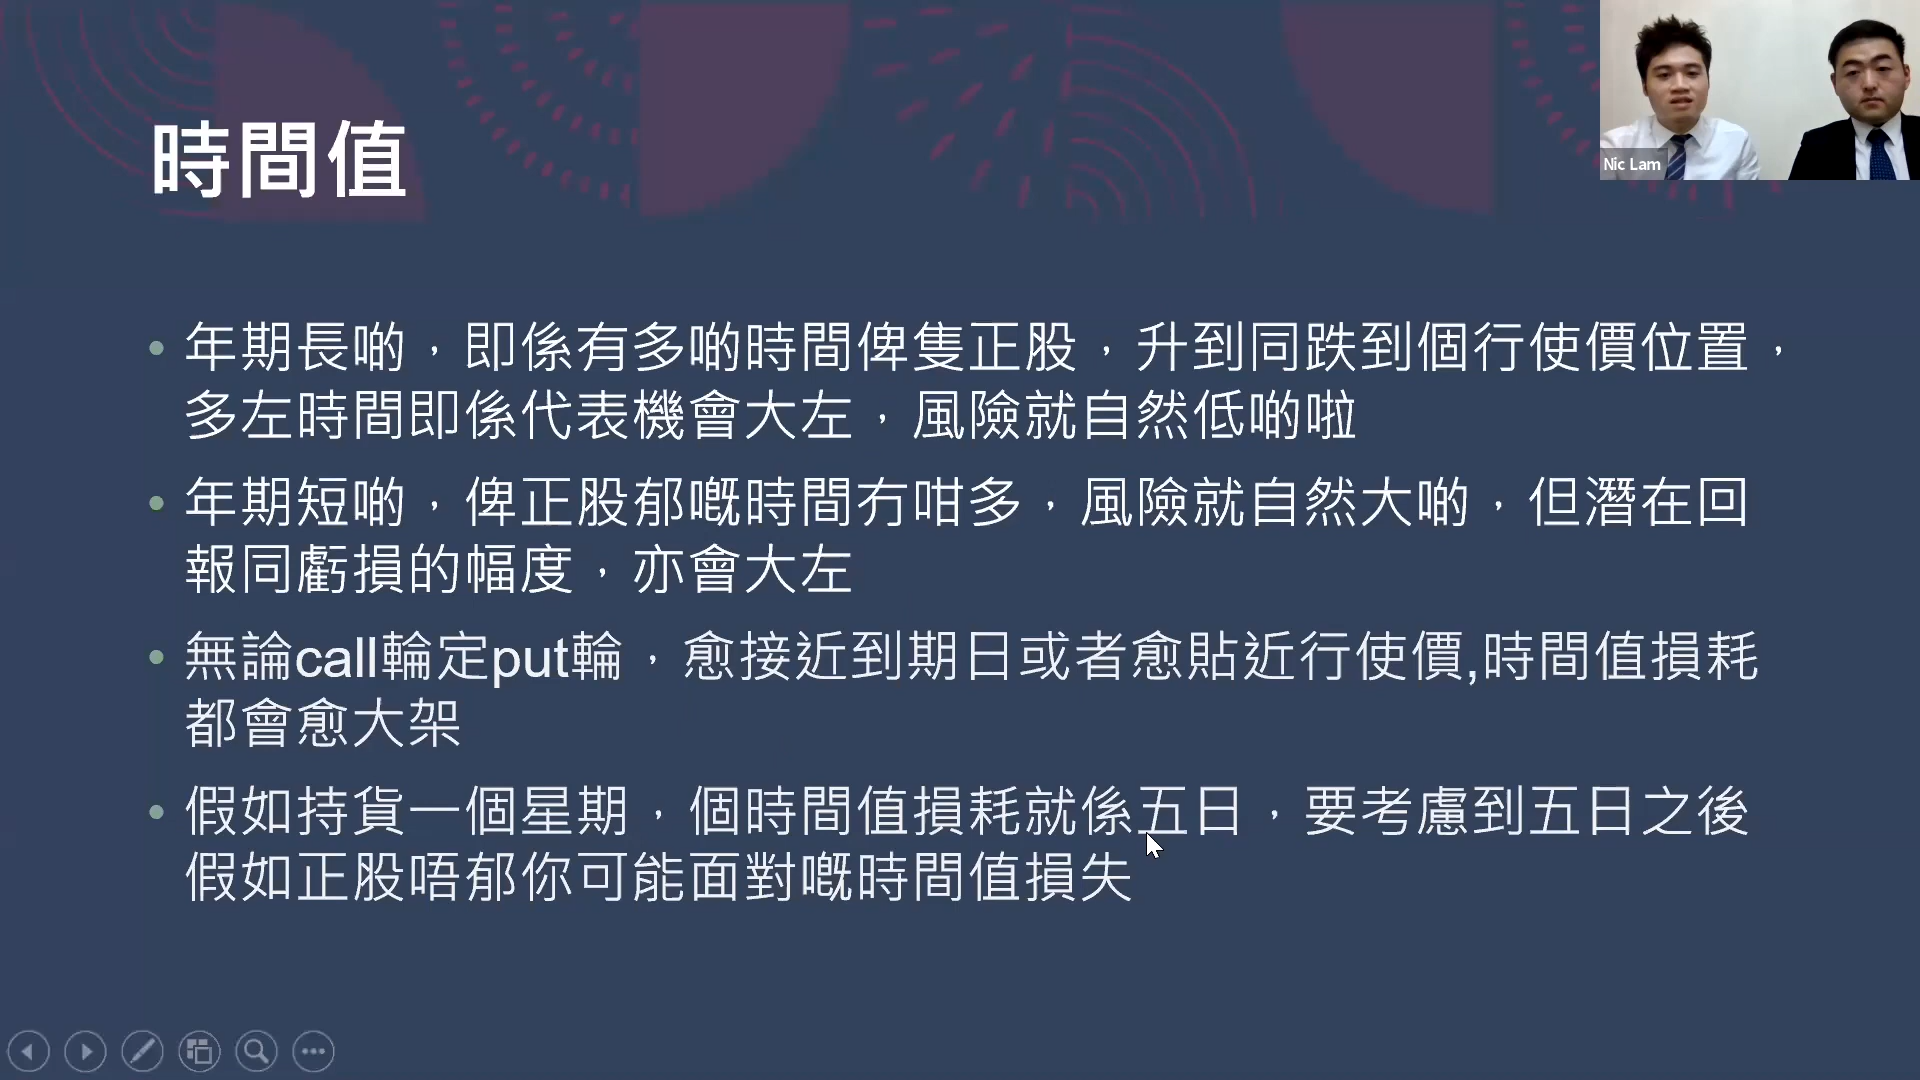 時間值
Nic Lam
年期長啲，即係有多啲時間俾隻正股，升到同跌到個行使價位置，
多左時間即係代表機會大左，風險就自然低啲啦
年期短啲，俾正股郁嘅時間冇咁多，風險就自然大啲，但潛在回
報同虧損的幅度，亦會大左
無論call輪定put輪，愈接近到期日或者愈貼近行使價,時間值損耗
都會愈大架
假如持貨一個星期，個時間值損耗就係五日，要考慮到五日之後
假如正股唔郁你可能面對嘅時間值損失